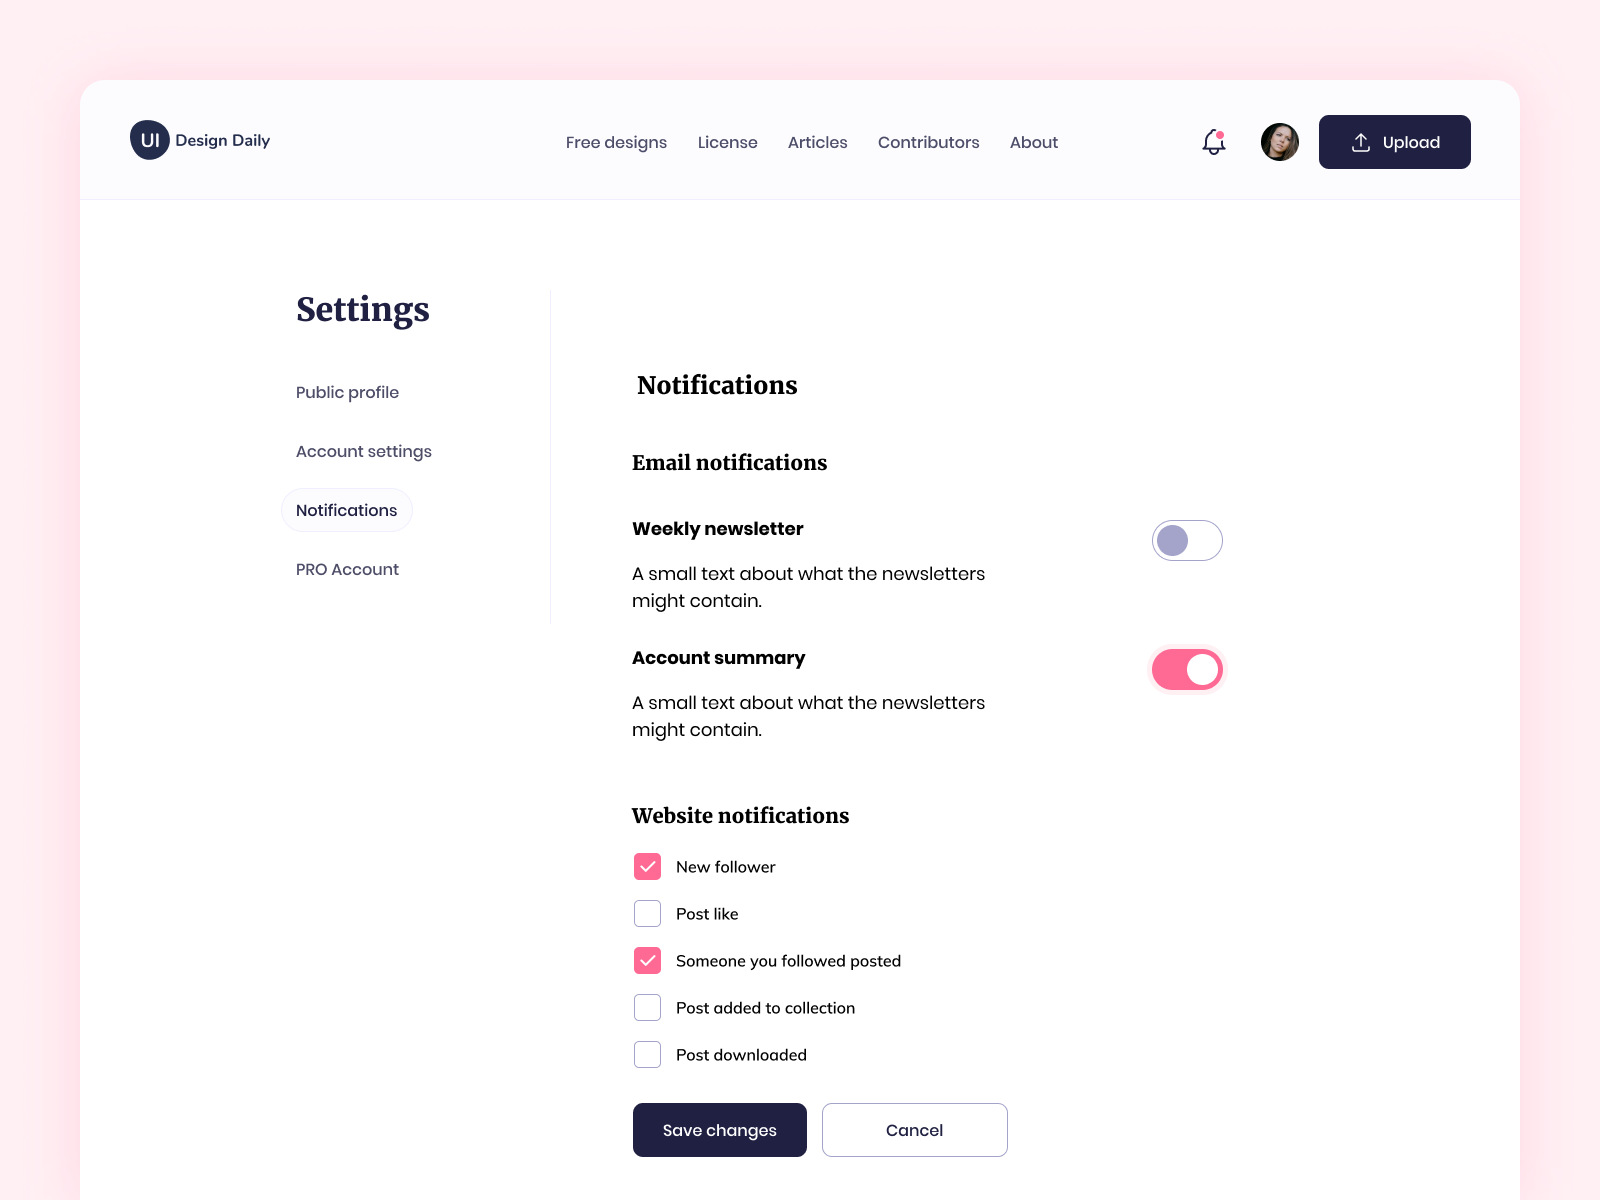 UI Design Daily
Free designs
License
Articles
Contributors
About
Upload
Settings
Public profile
Account settings
Notifications
PRO Account
Notifications
Email notifications
Weekly newsletter
A small text about what the newsletters
might contain.
Account summary
A small text about what the newsletters
might contain.
Website notifications
New follower
Post like
Someone you followed posted
Post added to collection
Post downloaded
Save changes
Cancel